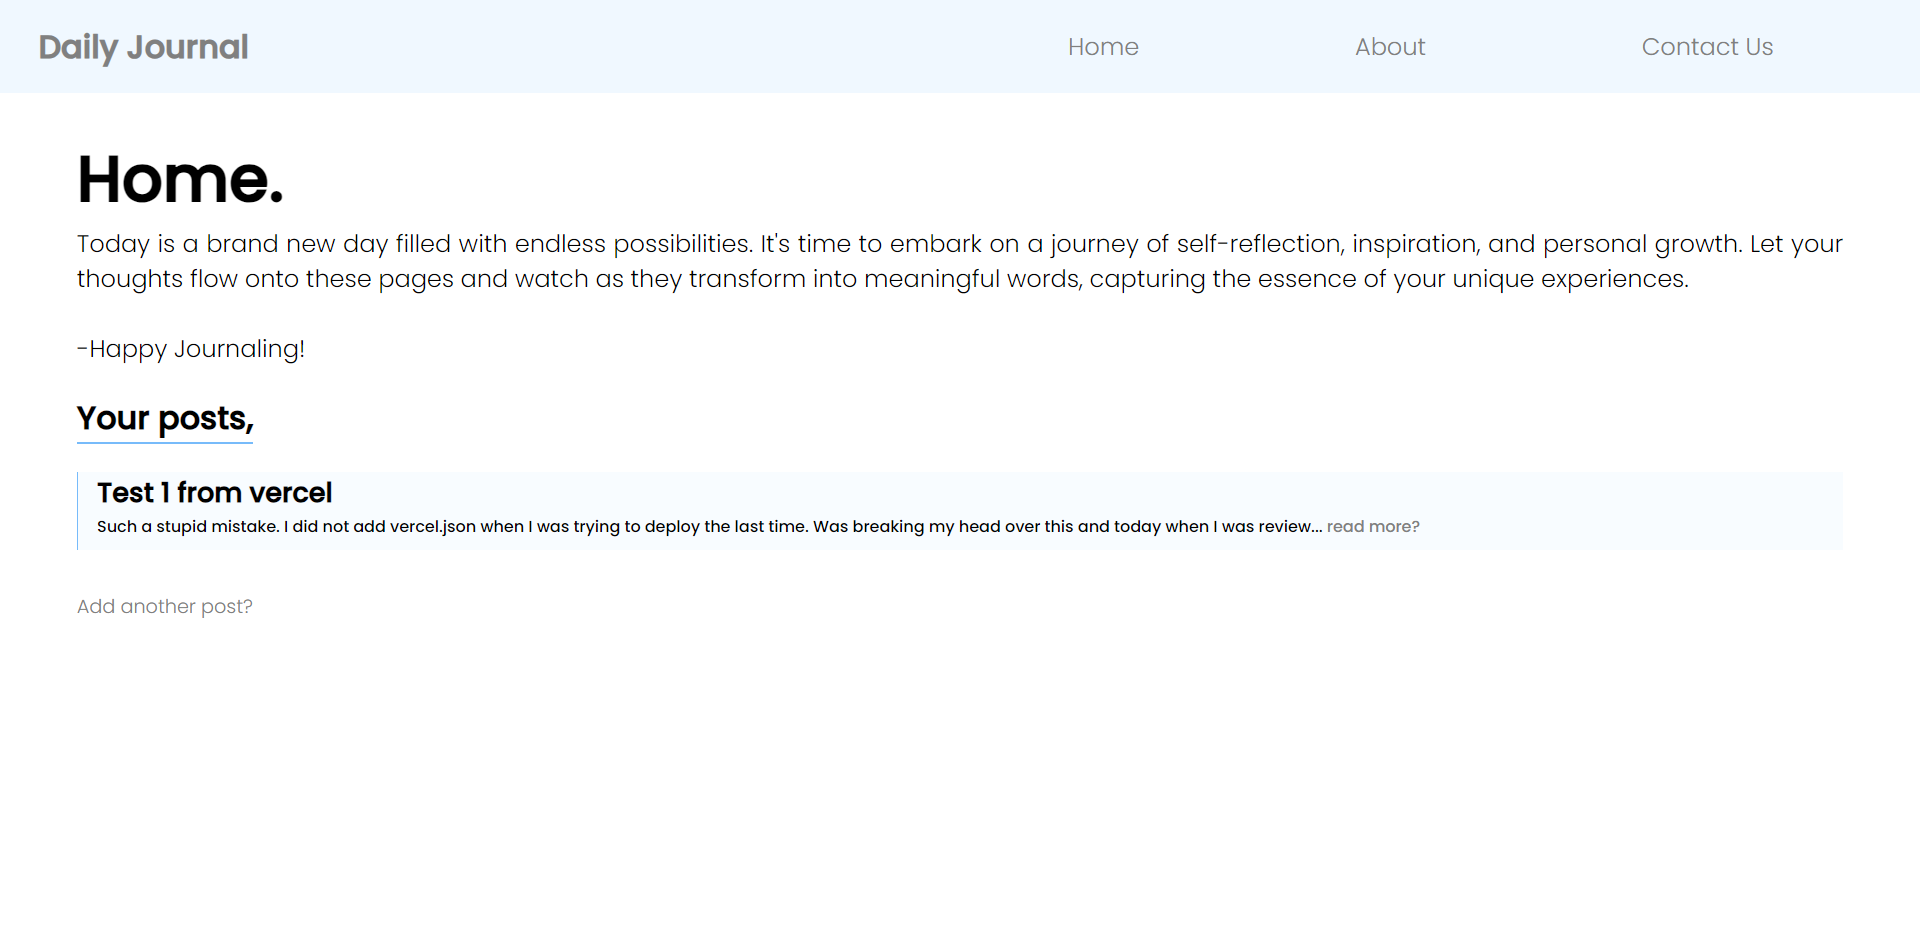 Daily Journal Home About Contact Us
Home.
Today is a brand new day filled with endless possibilities. It's time to embark on a journey of self-reflection, inspiration, and personal growth. Let your
thoughts flow onto these pages and watch as they transform into meaningful words, capturing the essence of your unique experiences.
-Happy Journaling!
Your posts,
Test 1 from vercel
Such a stupid mistake. I did not add vercel.json when I was trying to deploy the last time. Was breaking my head over this and today when I was review... read more?
Add another post?